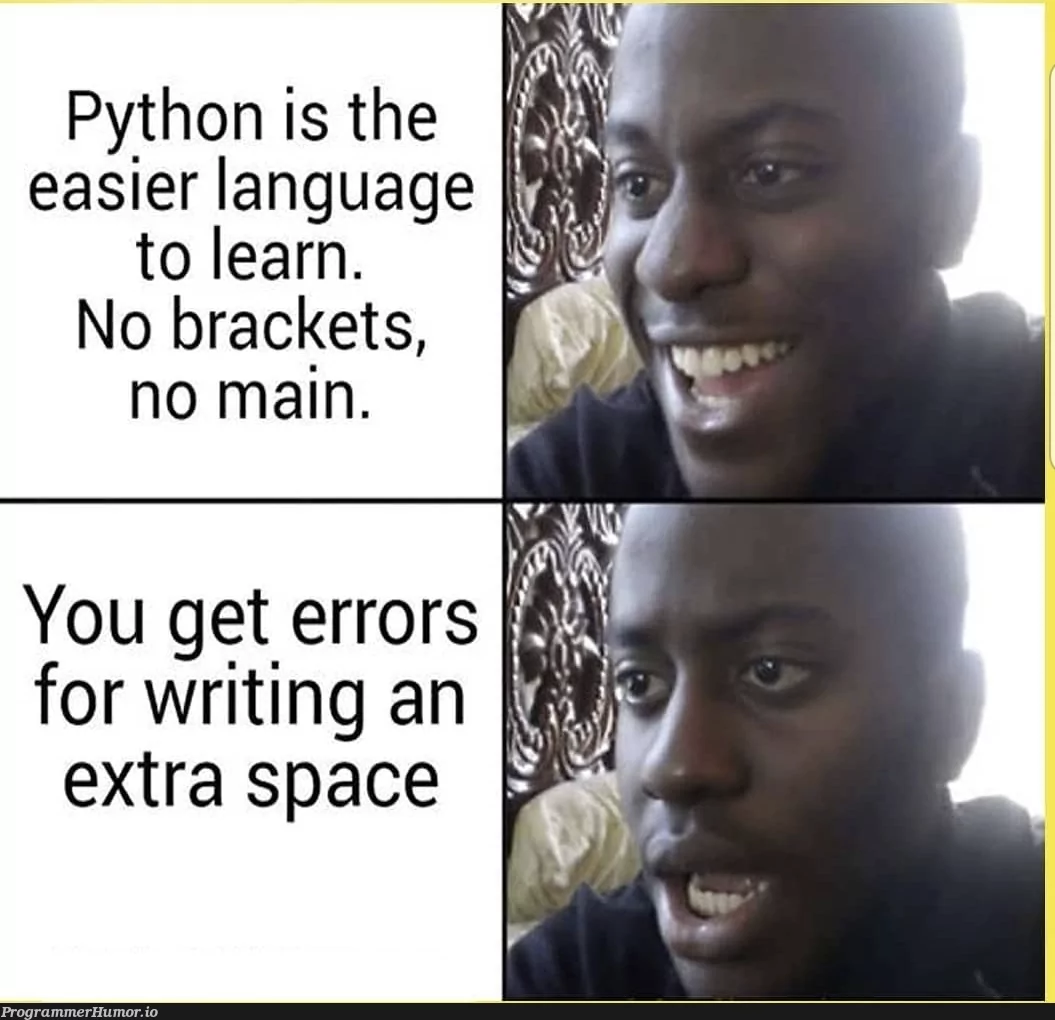 Python is the
easier language
to learn.
No brackets,
no main.
You get errors
for writing an
extra space
ProgrammerHumor.io